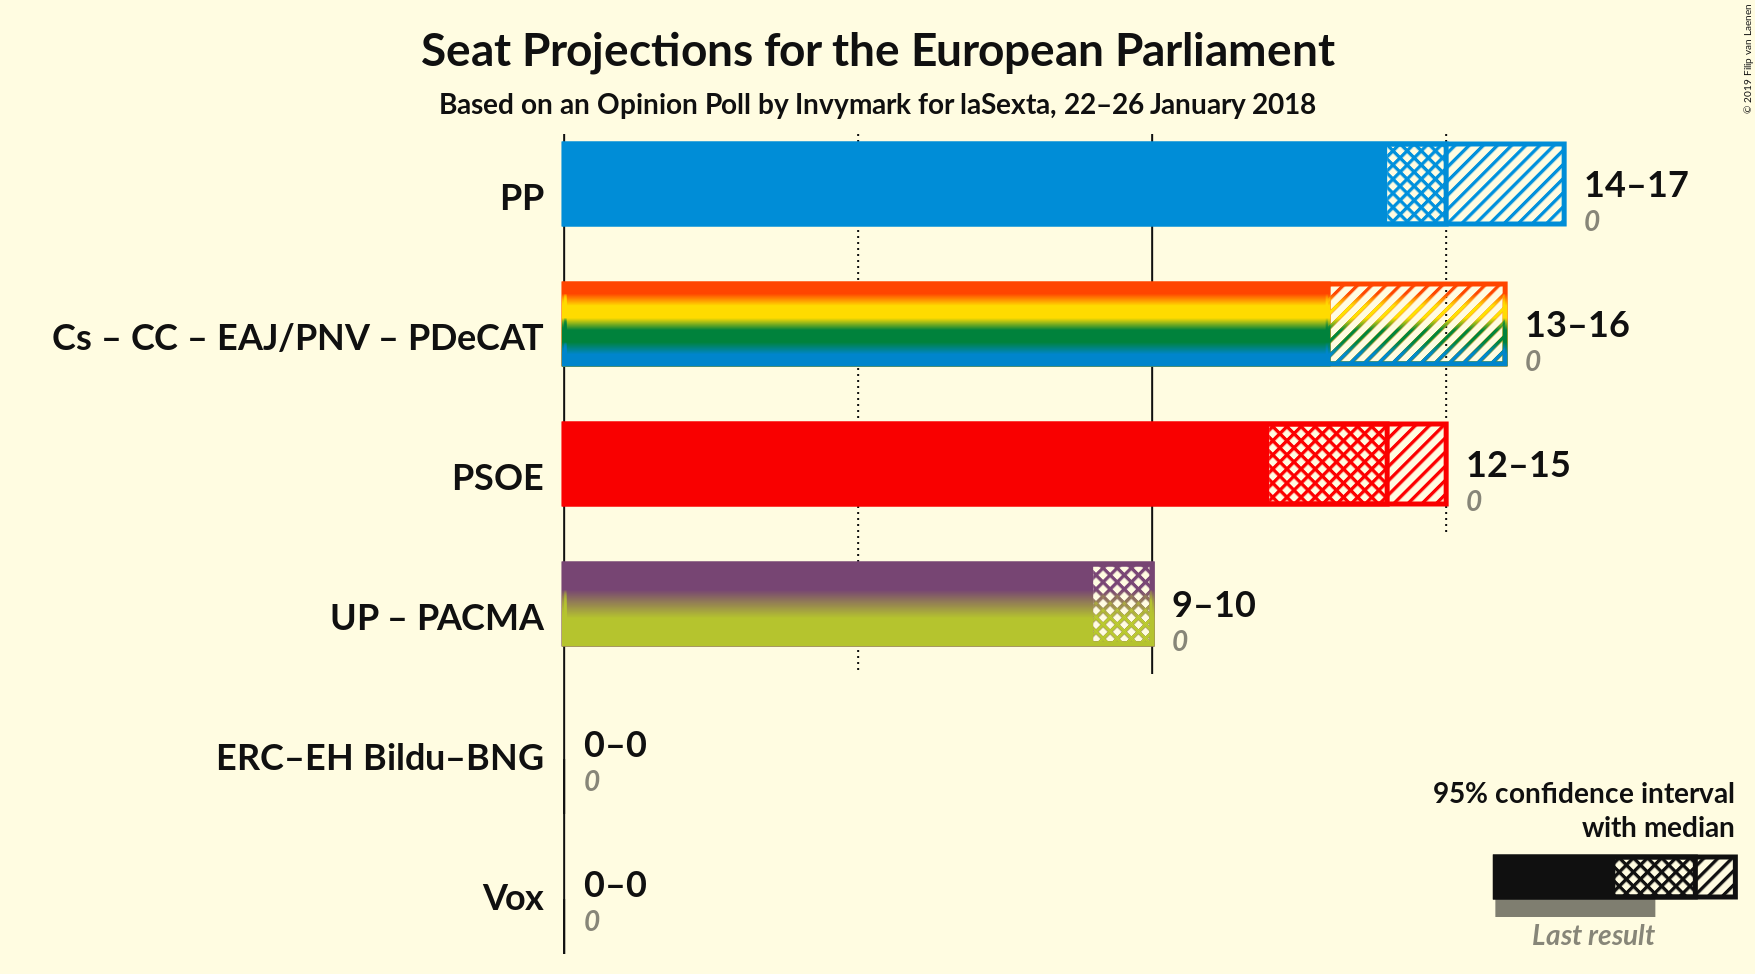 Seat Projections for the European Parliament
Based on an Opinion Poll by Invymark for laSexta, 22–26 January 2018
© 2019 Filip van Laenen
PP
14–17
0
Cs – CC – EAJ/PNV – PDeCAT
13–16
0
PSOE
12–15
0
UP – PACMA
9–10
0
ERC–EH Bildu–BNG
0–0
0
Vox
0–0
0
95% confidence interval
with median
Last result